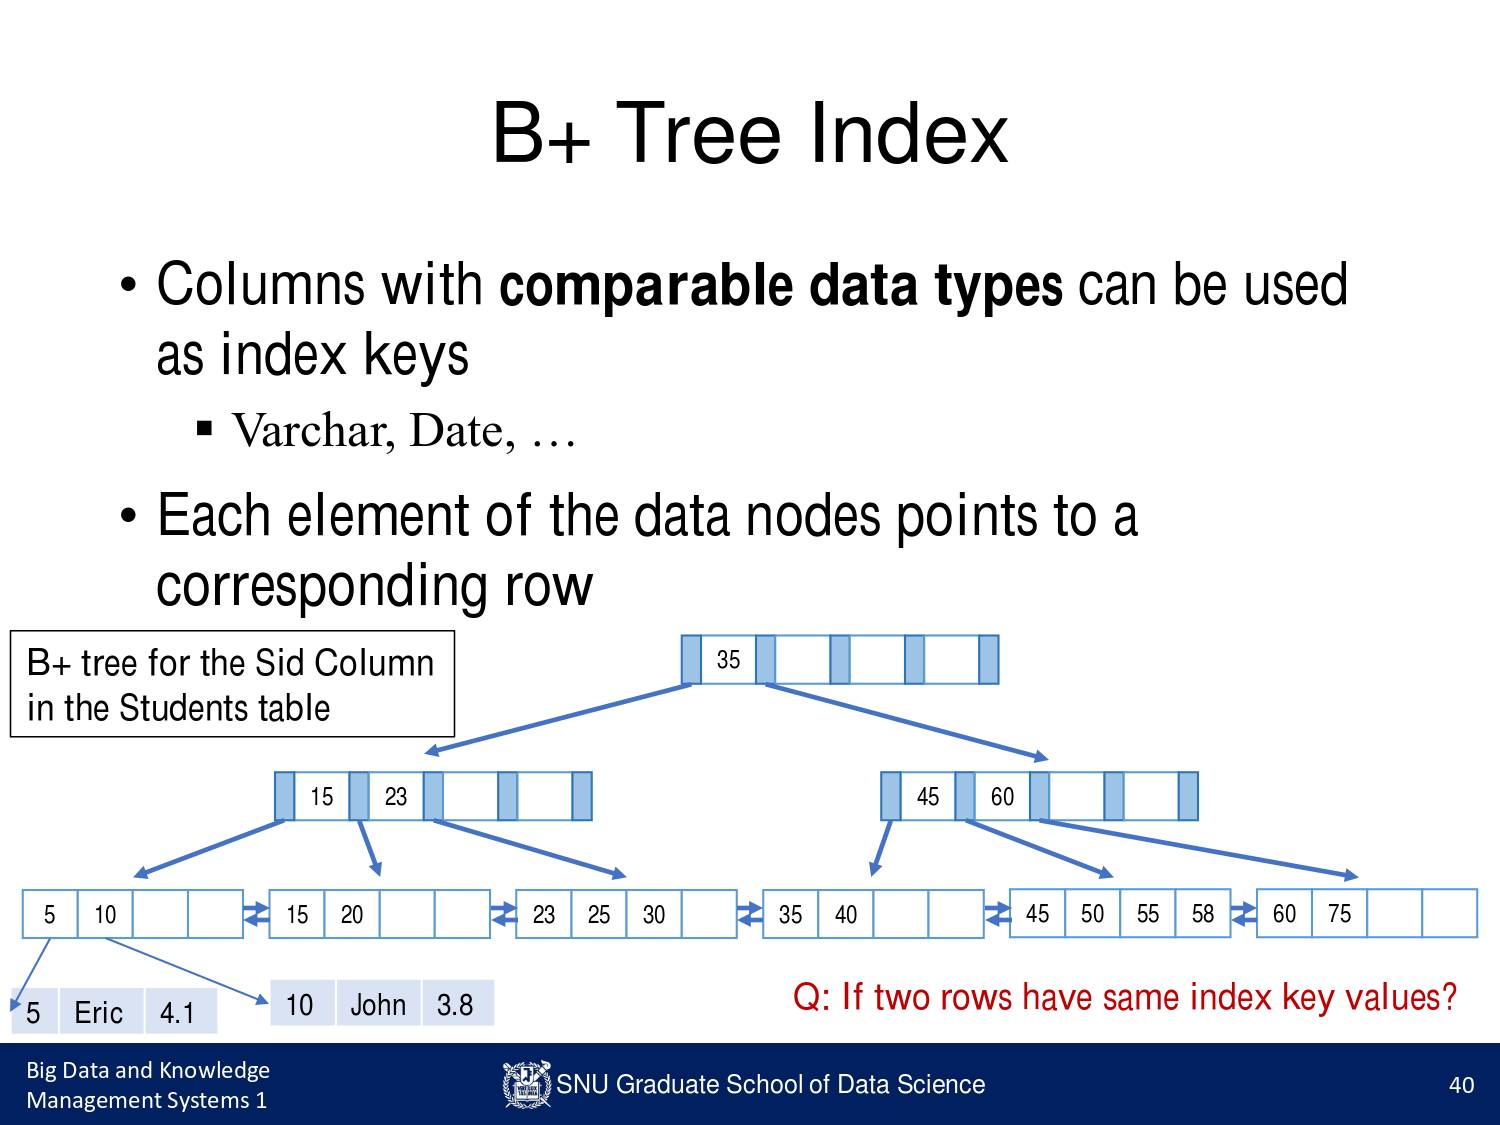 B+ Tree Index
• Columns with comparable data types can be used
as index keys
▪ Varchar, Date, …
• Each element of the data nodes points to a
corresponding row
B+ tree for the Sid Column
in the Students table
35
15 23
45 60
5 10
15 20
23 25 30
35 40
45 50 55 58
60 75
5 Eric 4.1
10 John 3.8
Q: If two rows have same index key values?
Big Data and Knowledge
Management Systems 1
SNU Graduate School of Data Science
40